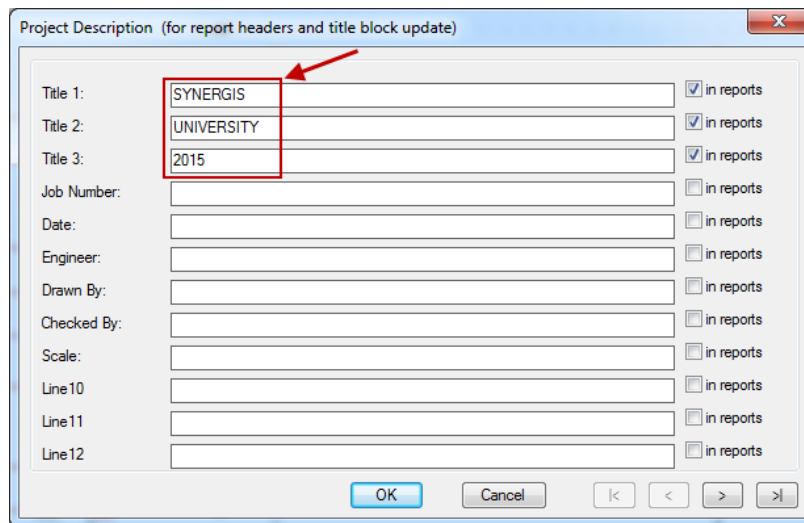 Project Description (for report headers and title block update)
Title 1: SYNERGIS in reports
Title 2: UNIVERSITY in reports
Title 3: 2015 in reports
Job Number: in reports
Date: in reports
Engineer: in reports
Drawn By: in reports
Checked By: in reports
Scale: in reports
Line10 in reports
Line11 in reports
Line12 in reports
OK Cancel |< < > >|